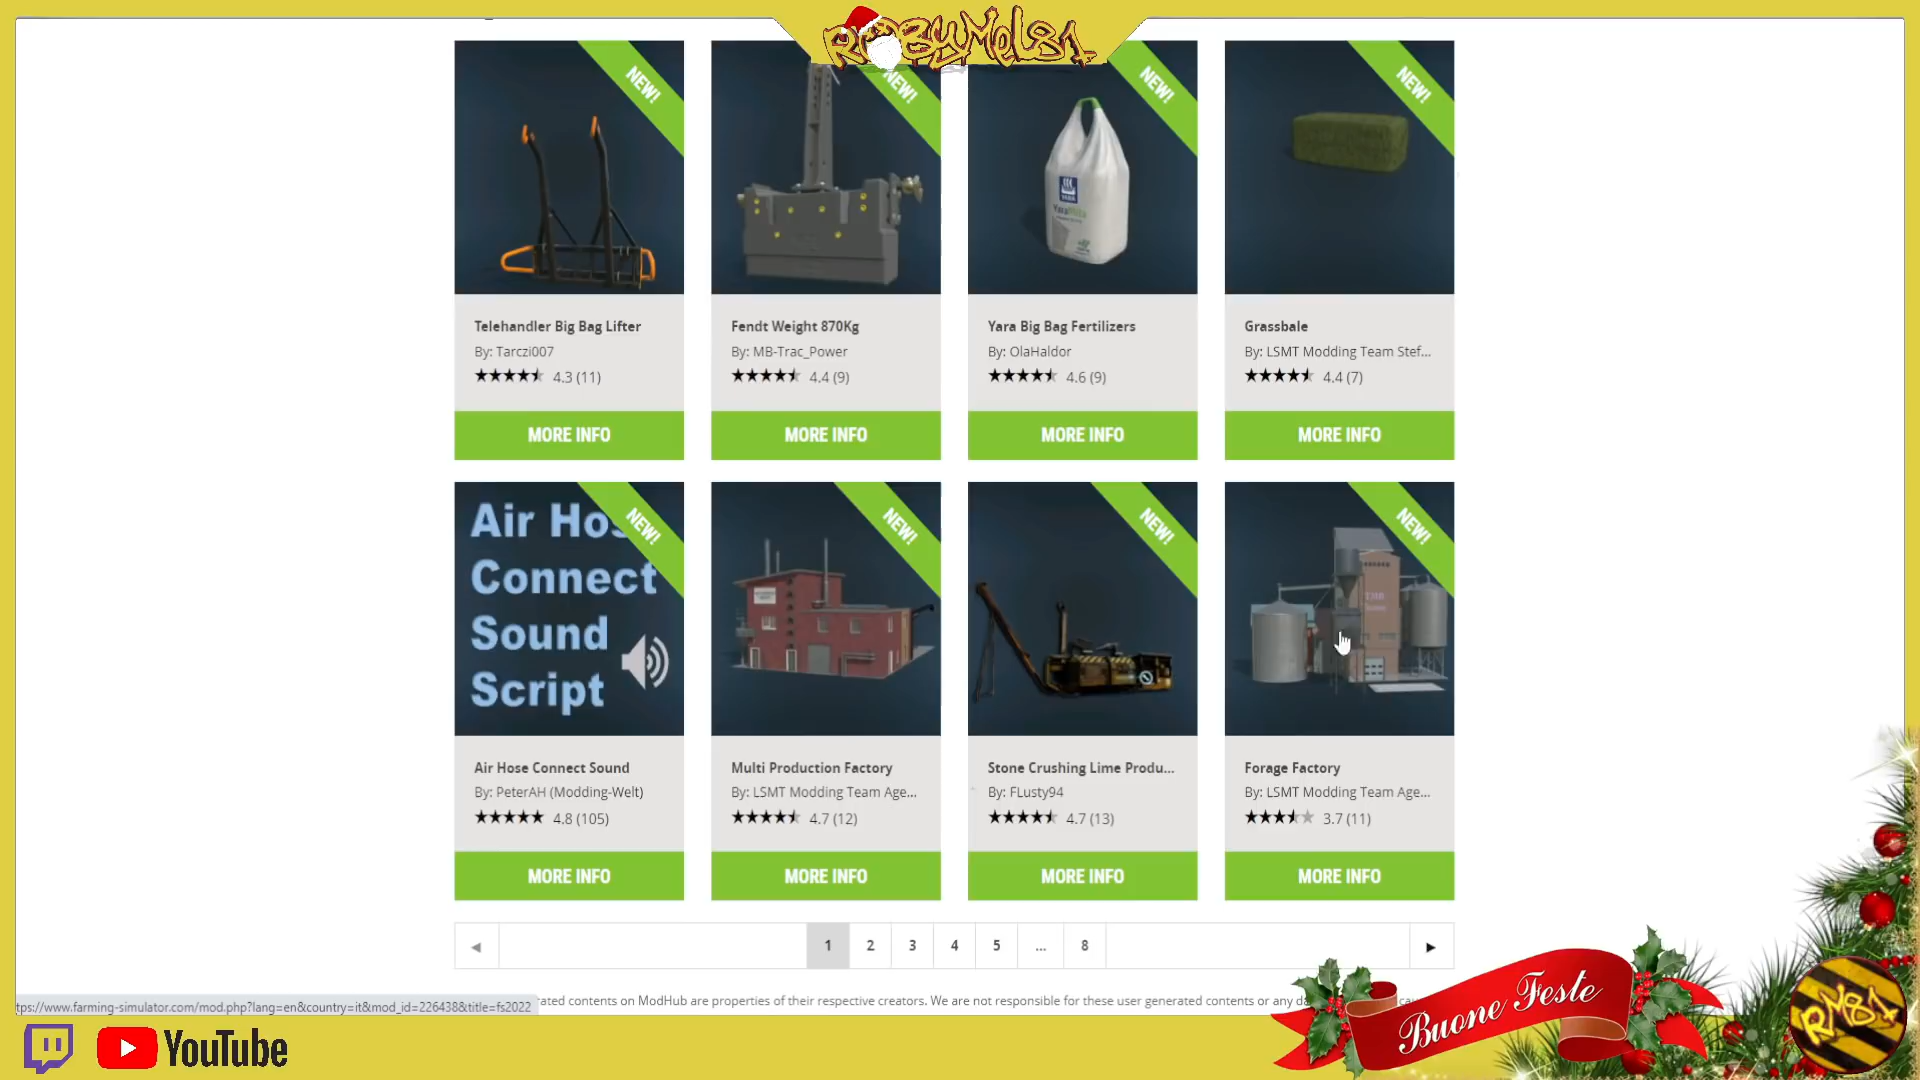 RobyMel81
NEW!
NEW!
NEW!
NEW!
YARA
YaraMila
Telehandler Big Bag Lifter
By: Tarczi007
4.3 (11)
MORE INFO
Fendt Weight 870Kg
By: MB-Trac_Power
4.4 (9)
MORE INFO
Yara Big Bag Fertilizers
By: OlaHaldor
4.6 (9)
MORE INFO
Grassbale
By: LSMT Modding Team Stef...
4.4 (7)
MORE INFO
Air Hos
Connect
Sound
Script
NEW!
NEW!
NEW!
NEW!
Air Hose Connect Sound
By: PeterAH (Modding-Welt)
4.8 (105)
MORE INFO
Multi Production Factory
By: LSMT Modding Team Age...
4.7 (12)
MORE INFO
Stone Crushing Lime Produ...
By: FLusty94
4.7 (13)
MORE INFO
Forage Factory
By: LSMT Modding Team Age...
3.7 (11)
MORE INFO
◄ 1 2 3 4 5 ... 8 ►
tps://www.farming-simulator.com/mod.php?lang=en&country=it&mod_id=226438&title=fs2022
rated contents on ModHub are properties of their respective creators. We are not responsible for these user generated contents or any da
Buone Feste
RM81
YouTube